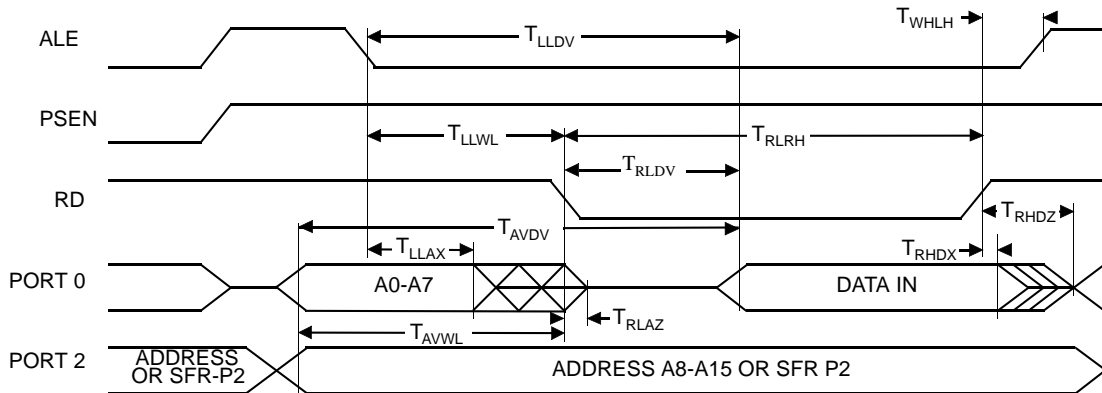 T_WHLH
ALE
T_LLDV
PSEN
T_LLWL
T_RLRH
T_RLDV
RD
T_AVDV
T_RHDZ
T_LLAX
T_RHDX
PORT 0
A0-A7
DATA IN
T_RLAZ
T_AVWL
ADDRESS
OR SFR-P2
PORT 2
ADDRESS A8-A15 OR SFR P2